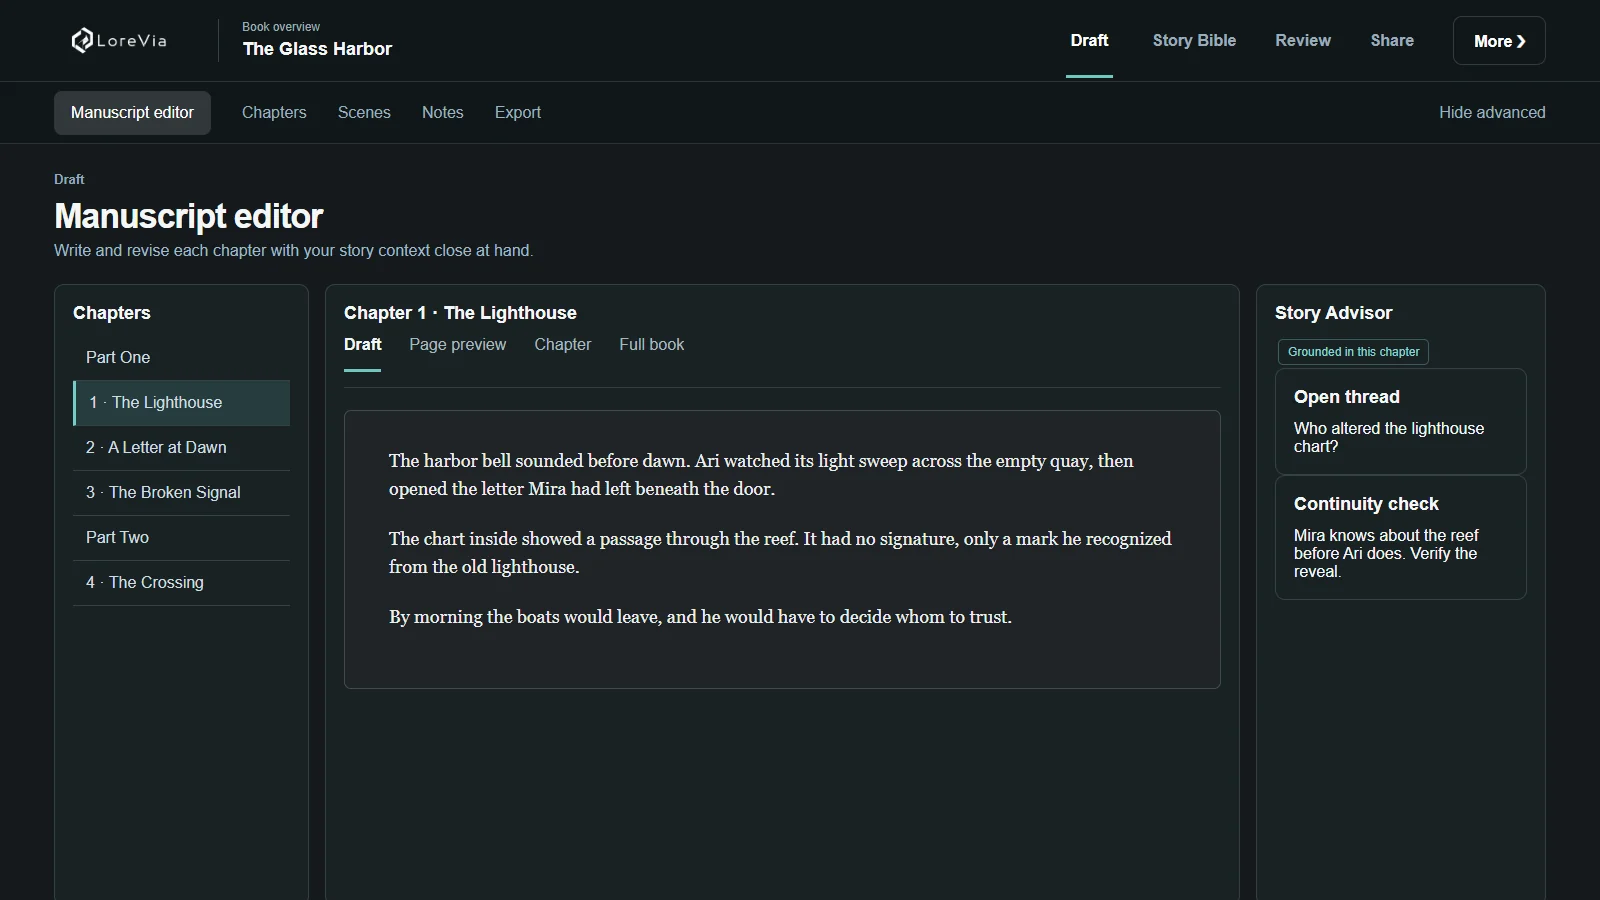 LoreVia
Book overview
The Glass Harbor
Draft
Story Bible
Review
Share
More ❯
Manuscript editor
Chapters
Scenes
Notes
Export
Hide advanced
Draft
Manuscript editor
Write and revise each chapter with your story context close at hand.
Chapters
Part One
1 · The Lighthouse
2 · A Letter at Dawn
3 · The Broken Signal
Part Two
4 · The Crossing
Chapter 1 · The Lighthouse
Draft
Page preview
Chapter
Full book
The harbor bell sounded before dawn. Ari watched its light sweep across the empty quay, then
opened the letter Mira had left beneath the door.
The chart inside showed a passage through the reef. It had no signature, only a mark he recognized
from the old lighthouse.
By morning the boats would leave, and he would have to decide whom to trust.
Story Advisor
Grounded in this chapter
Open thread
Who altered the lighthouse
chart?
Continuity check
Mira knows about the reef
before Ari does. Verify the
reveal.